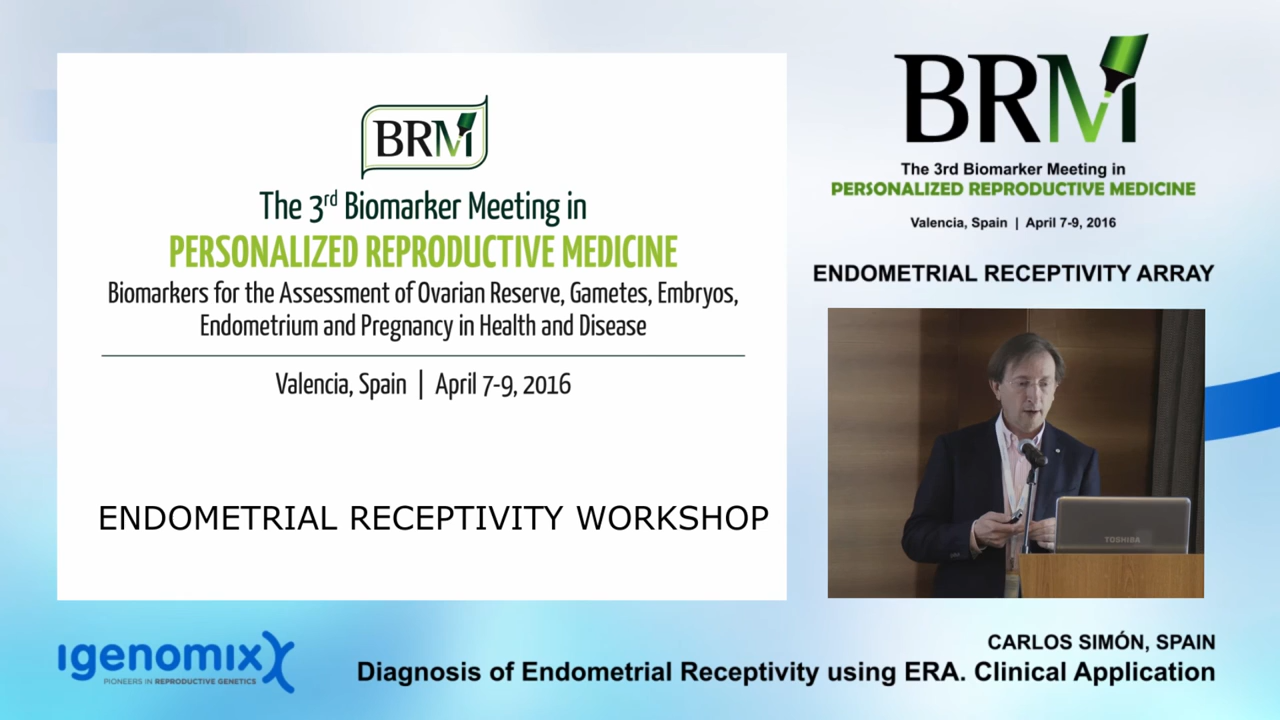 BRM
The 3rd Biomarker Meeting in
PERSONALIZED REPRODUCTIVE MEDICINE
Biomarkers for the Assessment of Ovarian Reserve, Gametes, Embryos,
Endometrium and Pregnancy in Health and Disease
Valencia, Spain | April 7-9, 2016
ENDOMETRIAL RECEPTIVITY WORKSHOP
BRM
The 3rd Biomarker Meeting in
PERSONALIZED REPRODUCTIVE MEDICINE
Valencia, Spain | April 7-9, 2016
ENDOMETRIAL RECEPTIVITY ARRAY
TOSHIBA
igenomix
PIONEERS IN REPRODUCTIVE GENETICS
CARLOS SIMÓN, SPAIN
Diagnosis of Endometrial Receptivity using ERA. Clinical Application